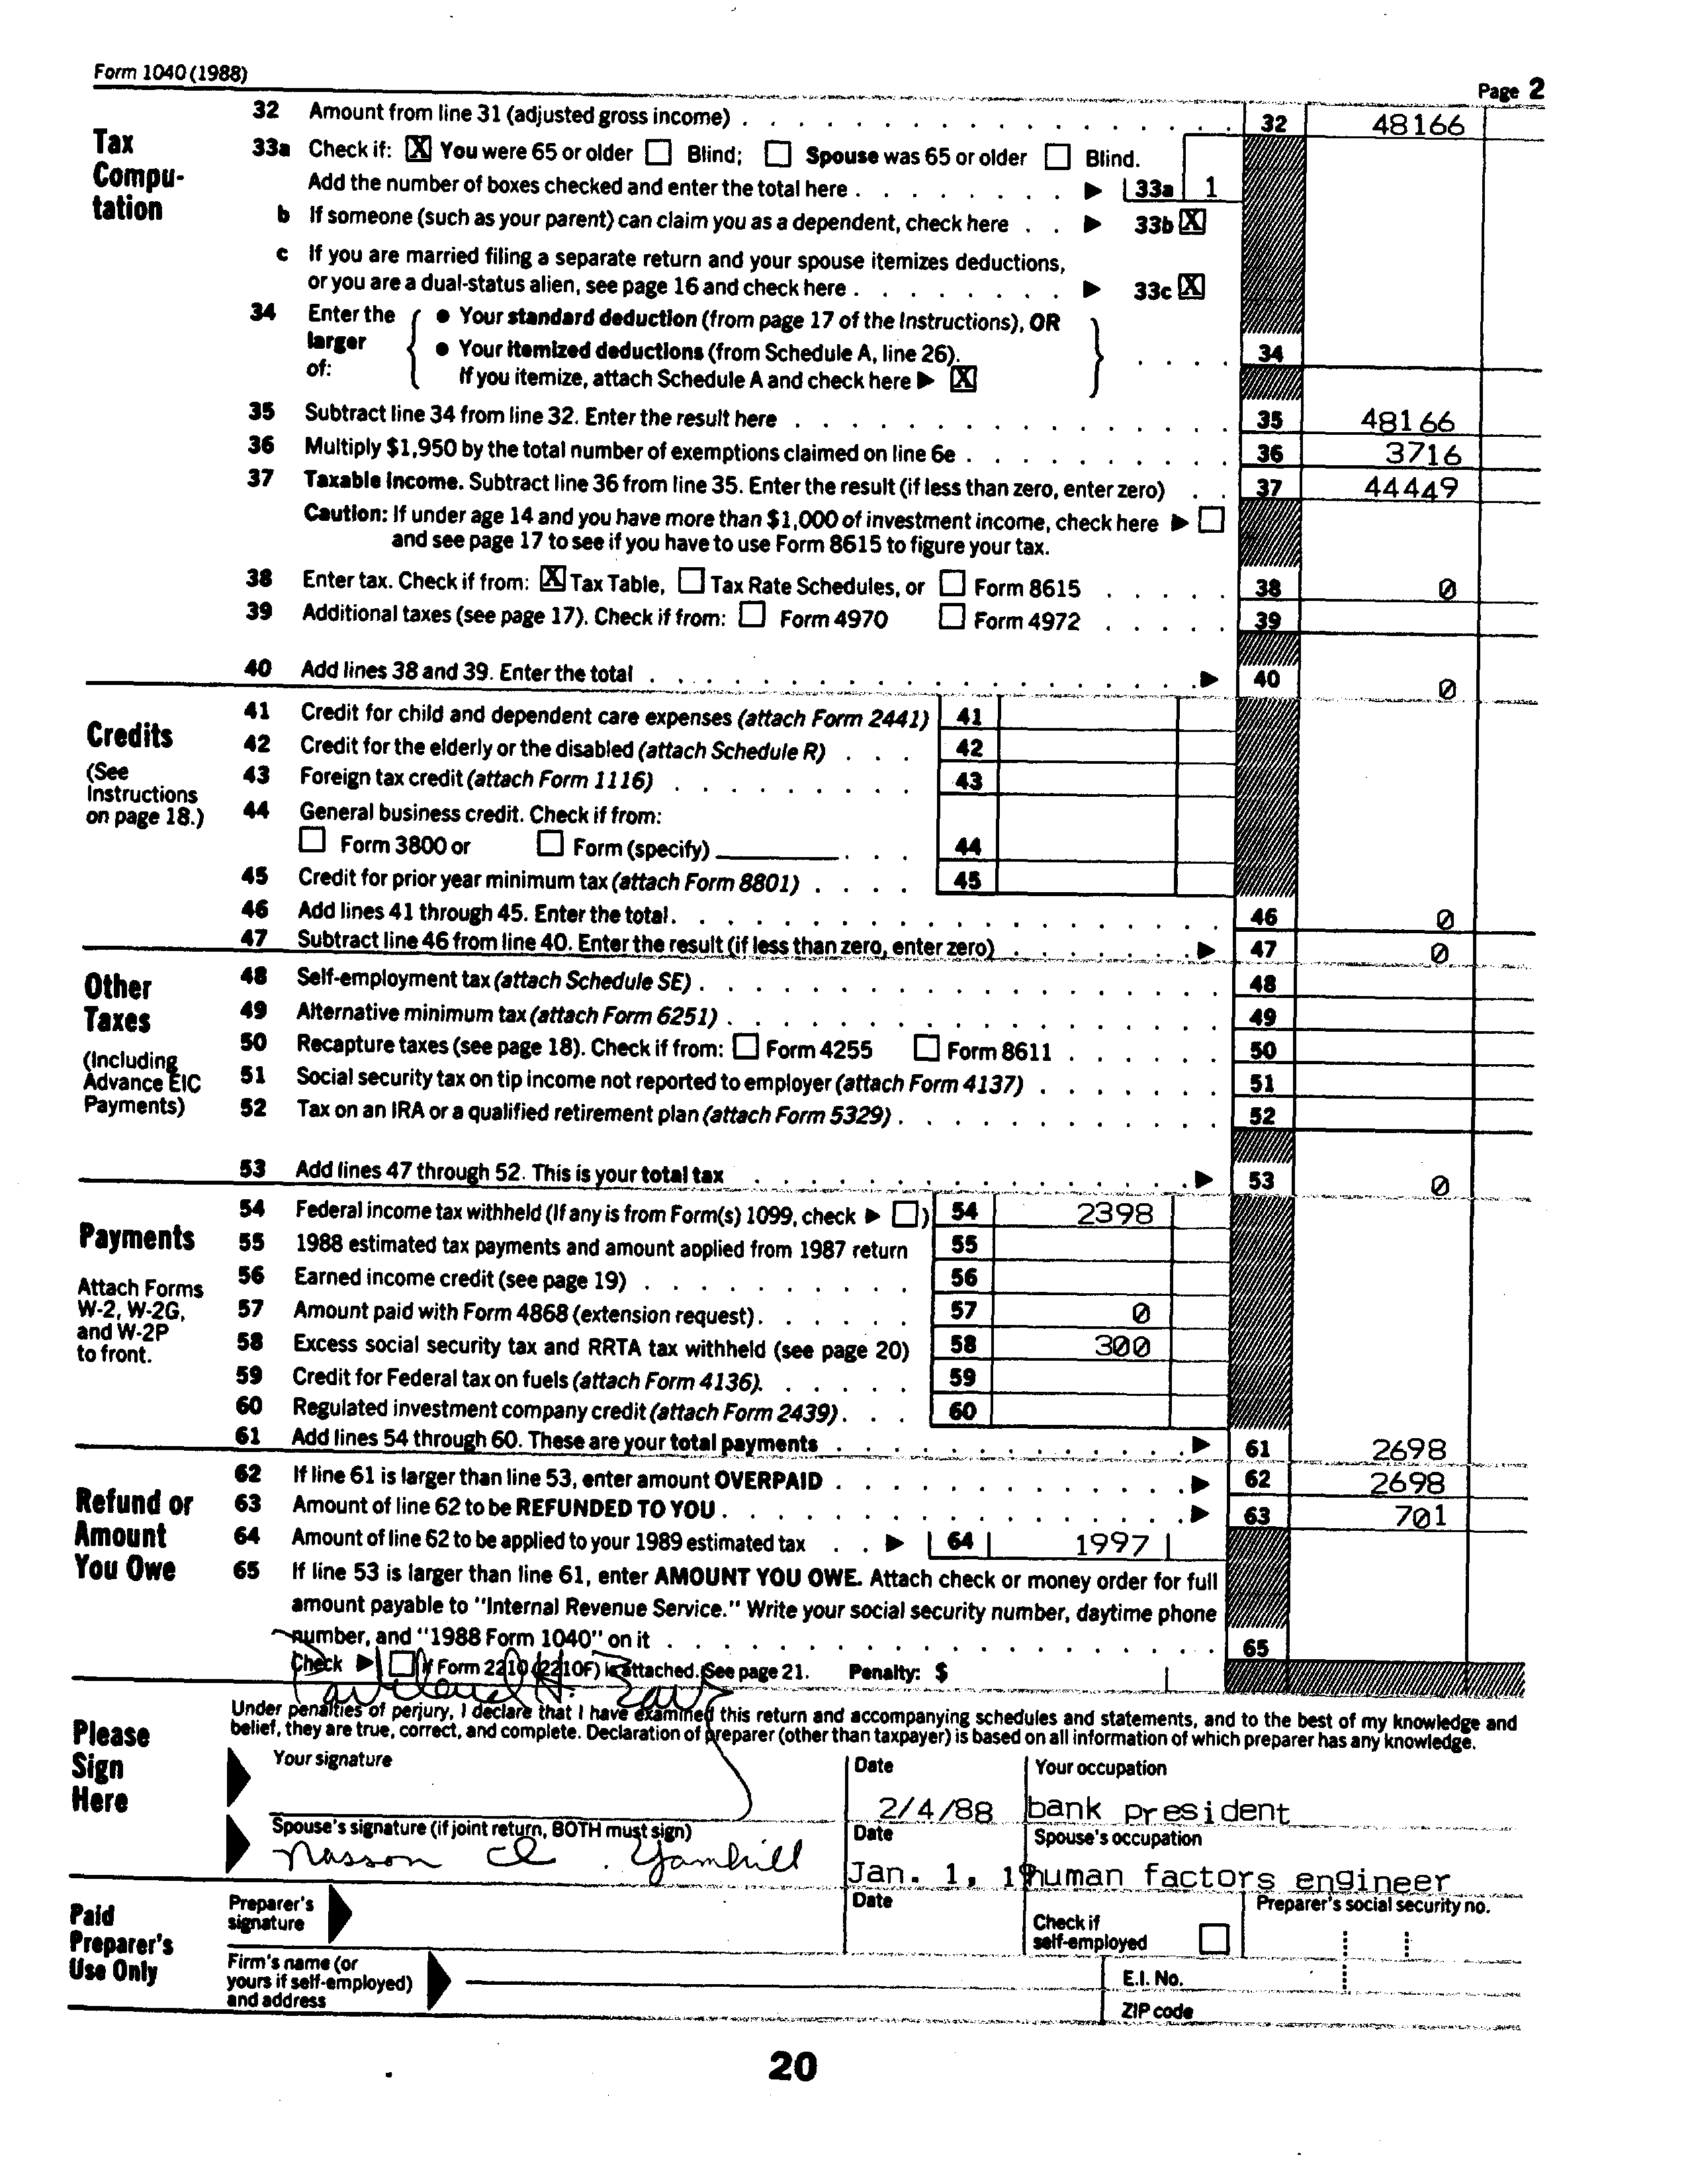 Form 1040 (1988)
Page 2
Tax Compu-tation
32 Amount from line 31 (adjusted gross income) 32 48166
33a Check if: X You were 65 or older Blind; Spouse was 65 or older Blind.
Add the number of boxes checked and enter the total here 33a 1
b If someone (such as your parent) can claim you as a dependent, check here 33b X
c If you are married filing a separate return and your spouse itemizes deductions,
or you are a dual-status alien, see page 16 and check here 33c X
34 Enter the larger of: { ● Your standard deduction (from page 17 of the Instructions), OR
● Your itemized deductions (from Schedule A, line 26).
If you itemize, attach Schedule A and check here ▶ X } 34
35 Subtract line 34 from line 32. Enter the result here 35 48166
36 Multiply $1,950 by the total number of exemptions claimed on line 6e 36 3716
37 Taxable income. Subtract line 36 from line 35. Enter the result (if less than zero, enter zero) 37 44449
Caution: If under age 14 and you have more than $1,000 of investment income, check here ▶
and see page 17 to see if you have to use Form 8615 to figure your tax.
38 Enter tax. Check if from: X Tax Table, Tax Rate Schedules, or Form 8615 38 0
39 Additional taxes (see page 17). Check if from: Form 4970 Form 4972 39
40 Add lines 38 and 39. Enter the total ▶ 40 0
Credits
(See Instructions on page 18.)
41 Credit for child and dependent care expenses (attach Form 2441) 41
42 Credit for the elderly or the disabled (attach Schedule R) 42
43 Foreign tax credit (attach Form 1116) 43
44 General business credit. Check if from:
Form 3800 or Form (specify) 44
45 Credit for prior year minimum tax (attach Form 8801) 45
46 Add lines 41 through 45. Enter the total. 46 0
47 Subtract line 46 from line 40. Enter the result (if less than zero, enter zero) ▶ 47 0
Other Taxes
(Including Advance EIC Payments)
48 Self-employment tax (attach Schedule SE) 48
49 Alternative minimum tax (attach Form 6251) 49
50 Recapture taxes (see page 18). Check if from: Form 4255 Form 8611 50
51 Social security tax on tip income not reported to employer (attach Form 4137) 51
52 Tax on an IRA or a qualified retirement plan (attach Form 5329) 52
53 Add lines 47 through 52. This is your total tax ▶ 53 0
Payments
Attach Forms W-2, W-2G, and W-2P to front.
54 Federal income tax withheld (If any is from Form(s) 1099, check ▶ ) 54 2398
55 1988 estimated tax payments and amount applied from 1987 return 55
56 Earned income credit (see page 19) 56
57 Amount paid with Form 4868 (extension request) 57 0
58 Excess social security tax and RRTA tax withheld (see page 20) 58 300
59 Credit for Federal tax on fuels (attach Form 4136) 59
60 Regulated investment company credit (attach Form 2439) 60
61 Add lines 54 through 60. These are your total payments ▶ 61 2698
Refund or Amount You Owe
62 If line 61 is larger than line 53, enter amount OVERPAID ▶ 62 2698
63 Amount of line 62 to be REFUNDED TO YOU ▶ 63 701
64 Amount of line 62 to be applied to your 1989 estimated tax ▶ 64 1997
65 If line 53 is larger than line 61, enter AMOUNT YOU OWE. Attach check or money order for full
amount payable to "Internal Revenue Service." Write your social security number, daytime phone
number, and "1988 Form 1040" on it 65
Check ▶ if Form 2210 (2210F) is attached. See page 21. Penalty: $
Please Sign Here
Under penalties of perjury, I declare that I have examined this return and accompanying schedules and statements, and to the best of my knowledge and
belief, they are true, correct, and complete. Declaration of preparer (other than taxpayer) is based on all information of which preparer has any knowledge.
Your signature Date Your occupation
2/4/88 bank president
Spouse's signature (if joint return, BOTH must sign) Date Spouse's occupation
Nasson Yamhill Jan. 1, 19 human factors engineer
Paid Preparer's Use Only
Preparer's signature Date Check if self-employed Preparer's social security no.
Firm's name (or yours if self-employed) and address E.I. No.
ZIP code
20